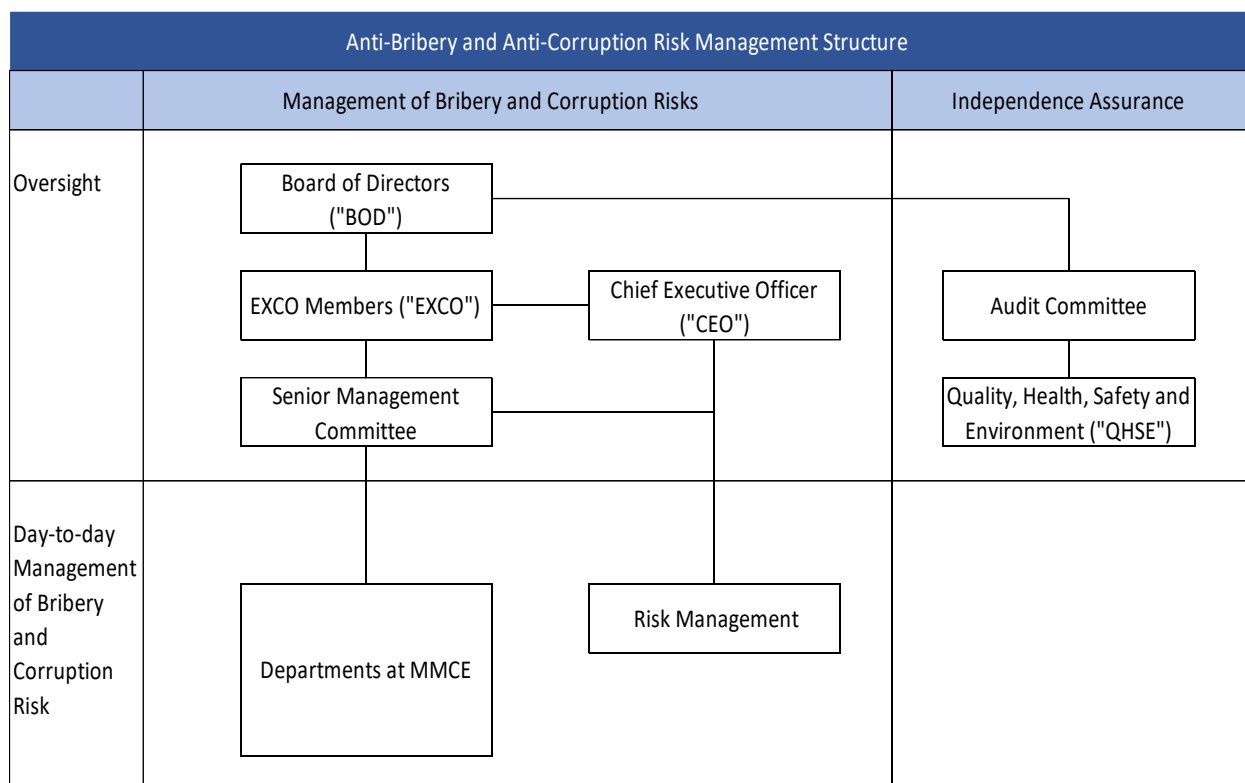 Anti-Bribery and Anti-Corruption Risk Management Structure
Management of Bribery and Corruption Risks
Independence Assurance
Oversight
Board of Directors
("BOD")
EXCO Members ("EXCO")
Chief Executive Officer
("CEO")
Audit Committee
Senior Management
Committee
Quality, Health, Safety and
Environment ("QHSE")
Day-to-day
Management
of Bribery
and
Corruption
Risk
Departments at MMCE
Risk Management